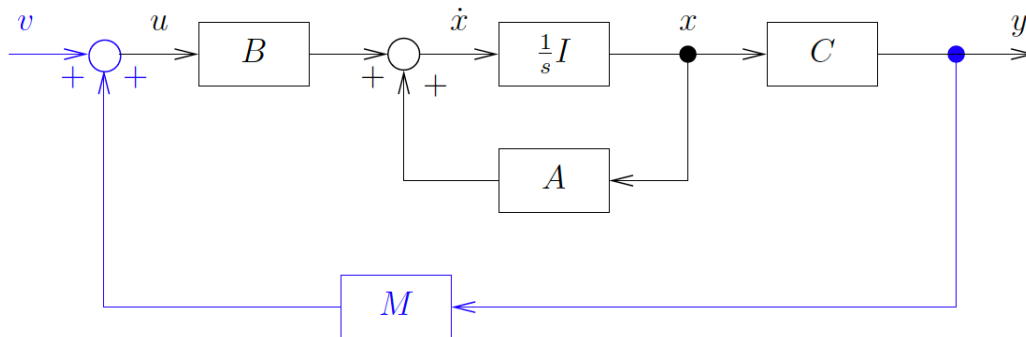 v u ẋ x y
B 1/s I C
+ + + +
A
M